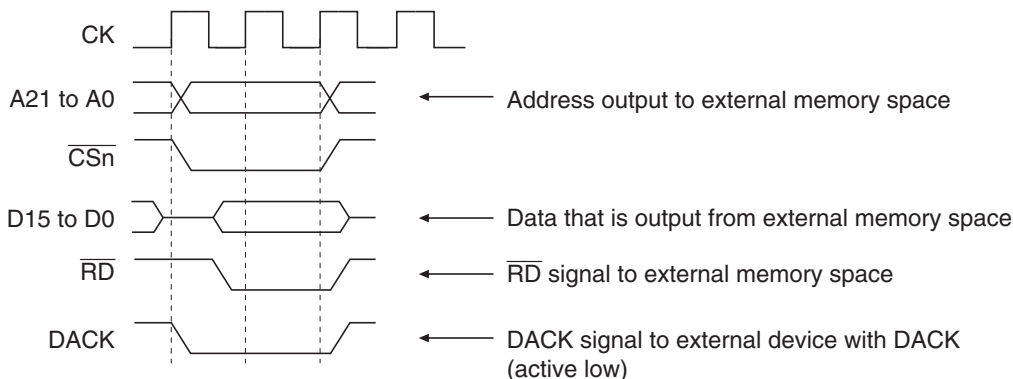 CK
A21 to A0
Address output to external memory space
CSn
D15 to D0
Data that is output from external memory space
RD
RD signal to external memory space
DACK
DACK signal to external device with DACK
(active low)